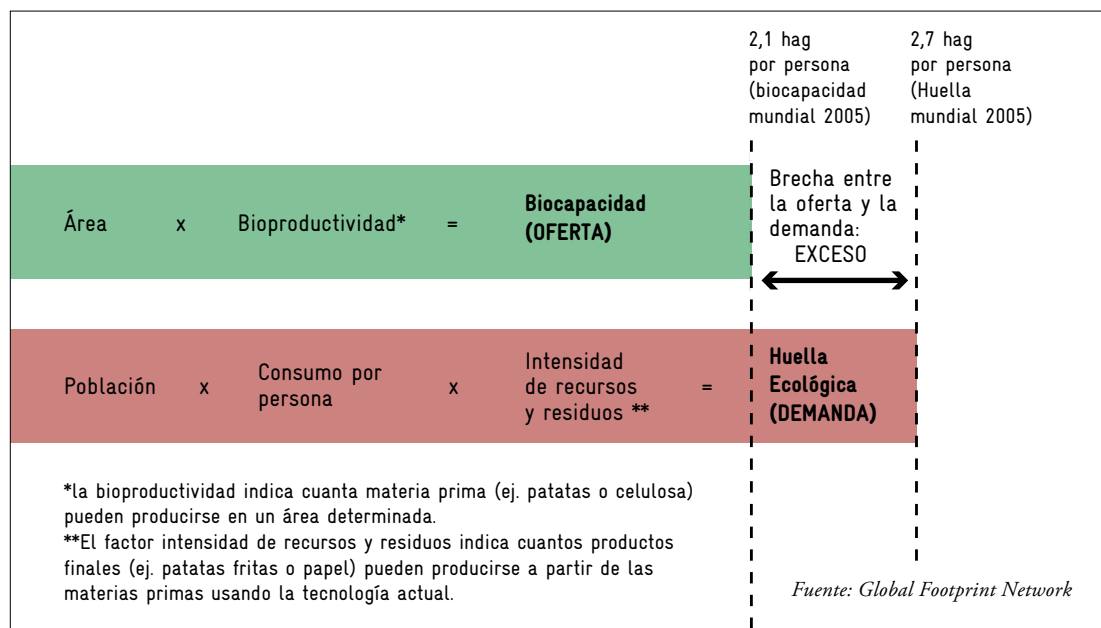 2,1 hag
por persona
(biocapacidad
mundial 2005)
2,7 hag
por persona
(Huella
mundial 2005)
Área x Bioproductividad* = Biocapacidad
(OFERTA)
Brecha entre
la oferta y la
demanda:
EXCESO
Población x Consumo por
persona x Intensidad
de recursos
y residuos ** = Huella
Ecológica
(DEMANDA)
*la bioproductividad indica cuanta materia prima (ej. patatas o celulosa)
pueden producirse en un área determinada.
**El factor intensidad de recursos y residuos indica cuantos productos
finales (ej. patatas fritas o papel) pueden producirse a partir de las
materias primas usando la tecnología actual.
Fuente: Global Footprint Network